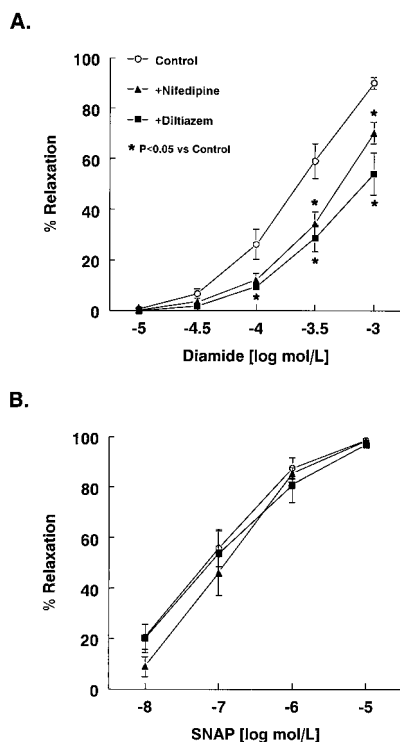 A.
100
Control
80
+Nifedipine
+Diltiazem
60
* P<0.05 vs Control
40
20
0
% Relaxation
* * * * *
-5 -4.5 -4 -3.5 -3
Diamide [log mol/L]
B.
100
80
60
40
20
0
% Relaxation
-8 -7 -6 -5
SNAP [log mol/L]